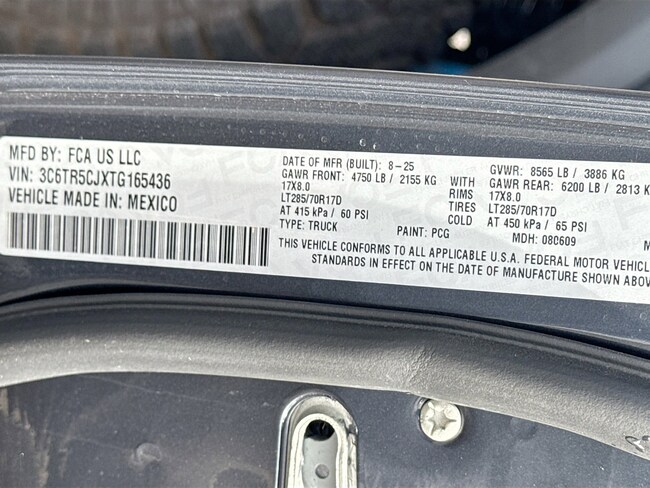 MFD BY: FCA US LLC
VIN: 3C6TR5CJXTG165436
VEHICLE MADE IN: MEXICO
DATE OF MFR (BUILT): 8-25 GVWR: 8565 LB / 3886 KG
GAWR FRONT: 4750 LB / 2155 KG WITH GAWR REAR: 6200 LB / 2813 K
17X8.0 RIMS 17X8.0
LT285/70R17D TIRES LT285/70R17D
AT 415 kPa / 60 PSI COLD AT 450 kPa / 65 PSI
TYPE: TRUCK PAINT: PCG MDH: 080609
THIS VEHICLE CONFORMS TO ALL APPLICABLE U.S.A. FEDERAL MOTOR VEHICL
STANDARDS IN EFFECT ON THE DATE OF MANUFACTURE SHOWN ABOV